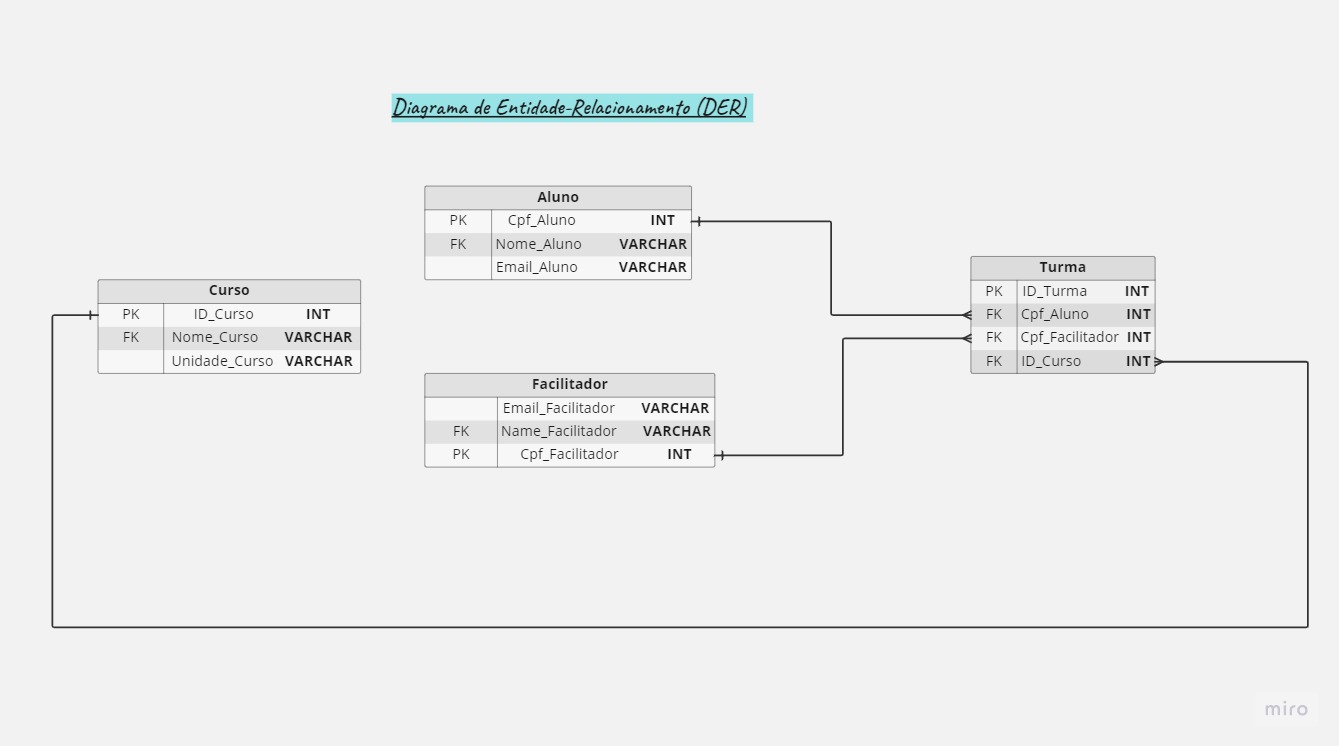 Diagrama de Entidade-Relacionamento (DER)
Aluno
PK Cpf_Aluno INT
FK Nome_Aluno VARCHAR
Email_Aluno VARCHAR
Turma
PK ID_Turma INT
FK Cpf_Aluno INT
FK Cpf_Facilitador INT
FK ID_Curso INT
Curso
PK ID_Curso INT
FK Nome_Curso VARCHAR
Unidade_Curso VARCHAR
Facilitador
Email_Facilitador VARCHAR
FK Name_Facilitador VARCHAR
PK Cpf_Facilitador INT
miro